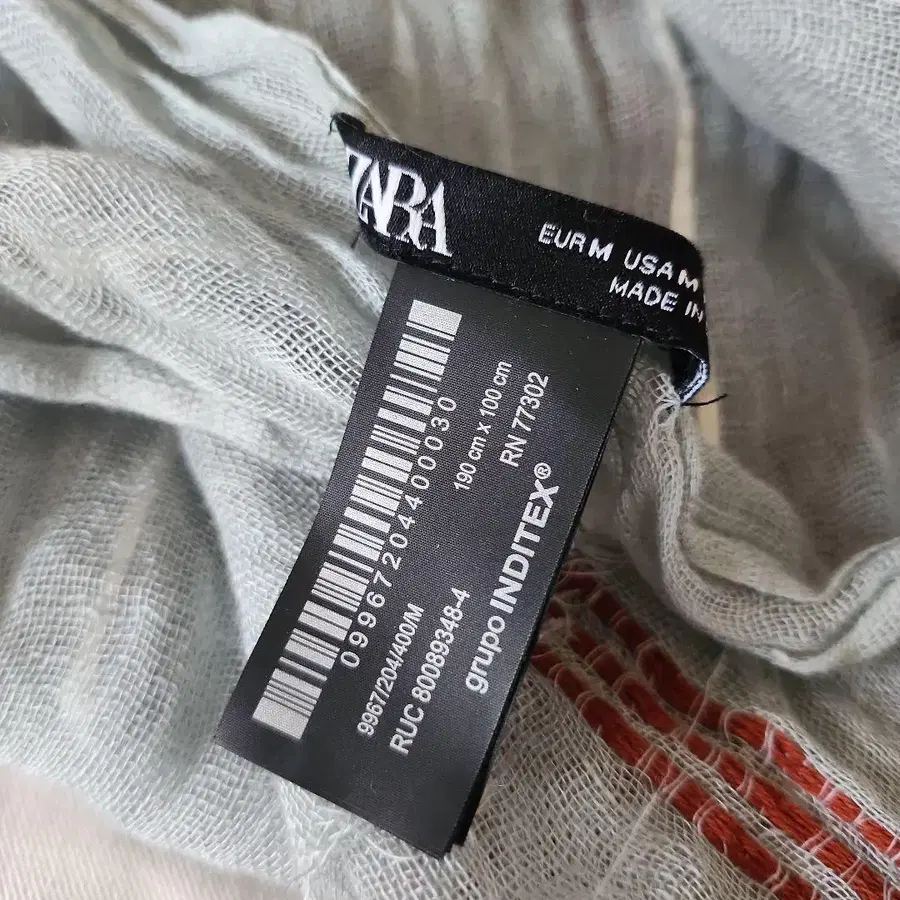 ZARA
EUR M USA M
MADE IN
09967204400030
190 cm x 100 cm
RN 77302
9967/204/400/M
RUC 80089348-4
grupo INDITEX®